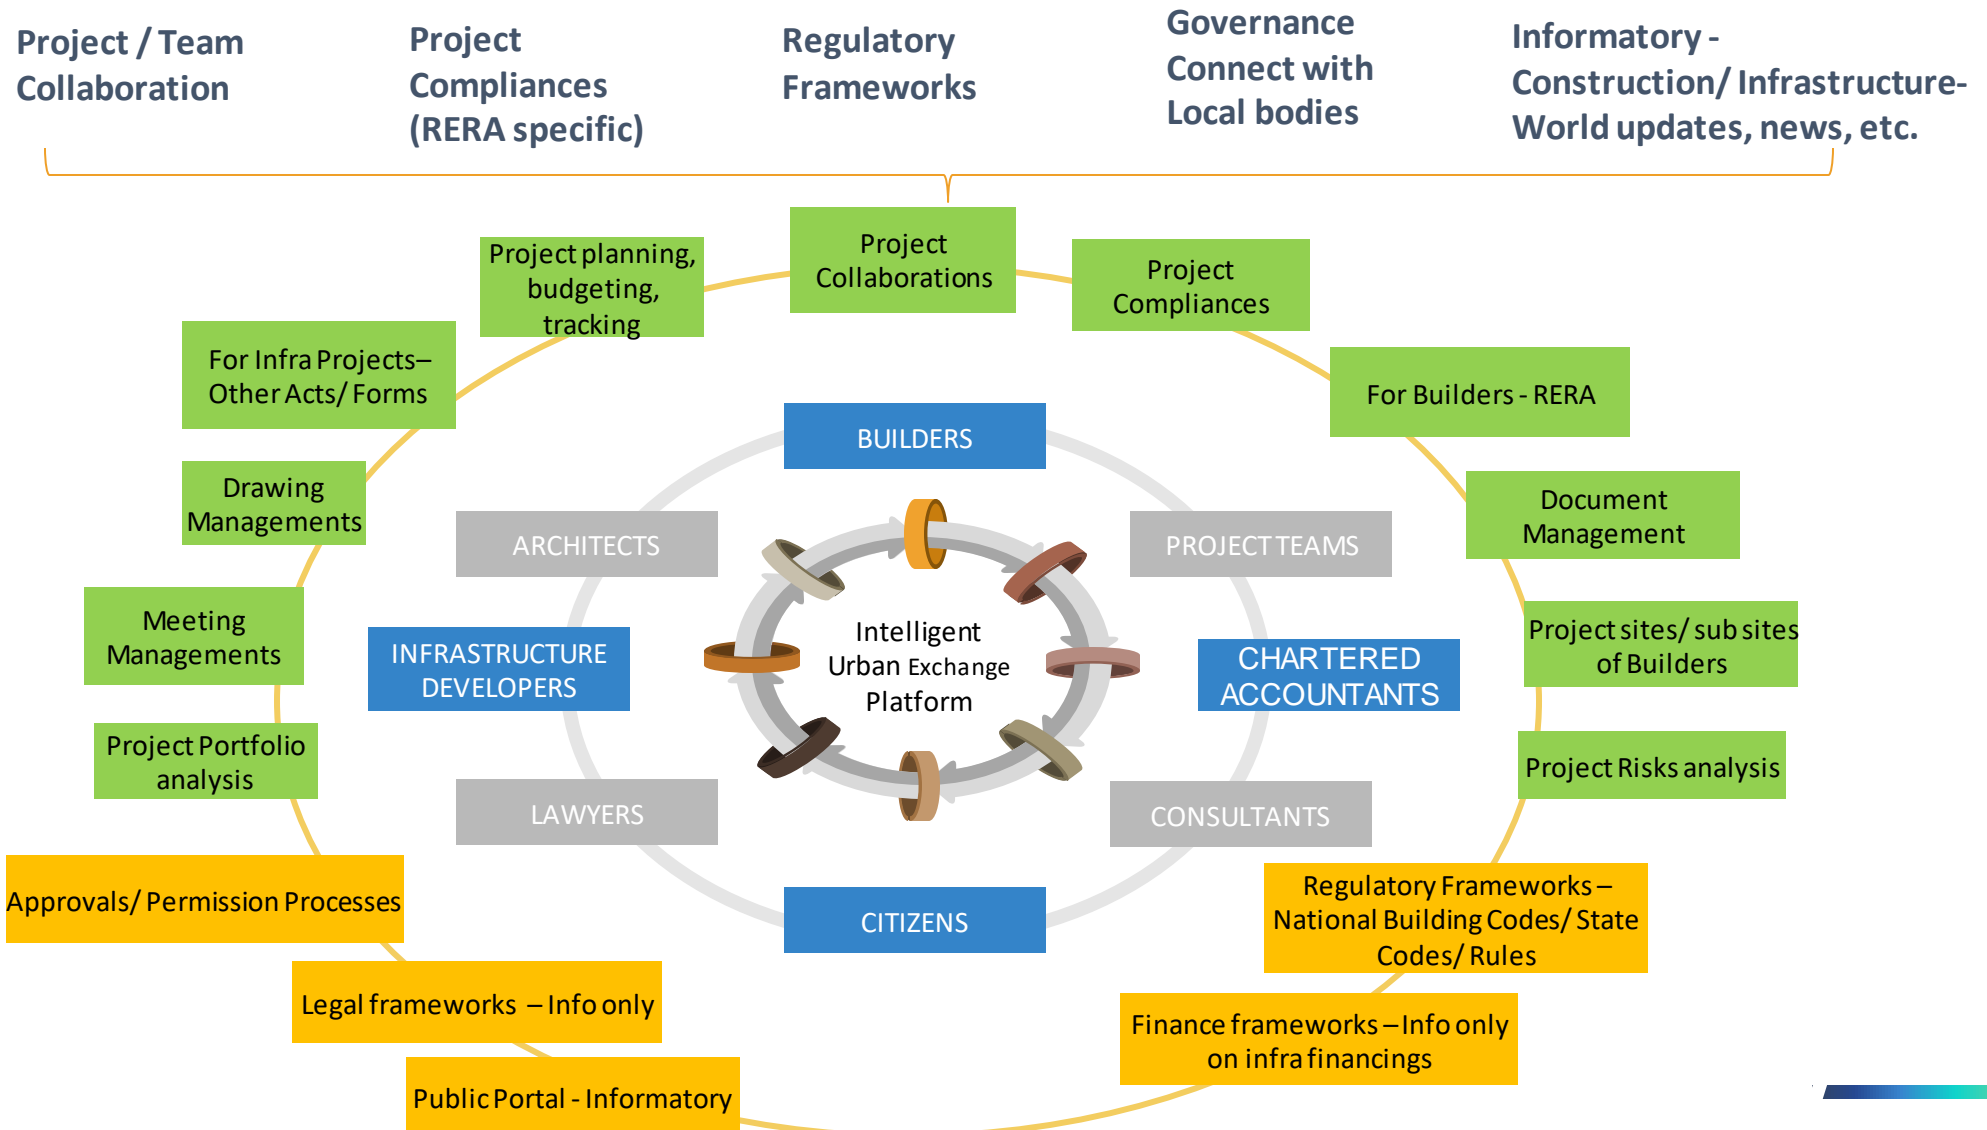 Project / Team
Collaboration
Project
Compliances
(RERA specific)
Regulatory
Frameworks
Governance
Connect with
Local bodies
Informatory -
Construction/ Infrastructure-
World updates, news, etc.
Project
Collaborations
Project planning,
budgeting,
tracking
Project
Compliances
For Infra Projects–
Other Acts/ Forms
For Builders - RERA
BUILDERS
Drawing
Managements
Document
Management
ARCHITECTS
PROJECT TEAMS
Meeting
Managements
INFRASTRUCTURE
DEVELOPERS
Intelligent
Urban Exchange
Platform
CHARTERED
ACCOUNTANTS
Project sites/ sub sites
of Builders
Project Portfolio
analysis
Project Risks analysis
LAWYERS
CONSULTANTS
Approvals/ Permission Processes
CITIZENS
Regulatory Frameworks –
National Building Codes/ State
Codes/ Rules
Legal frameworks – Info only
Finance frameworks – Info only
on infra financings
Public Portal - Informatory